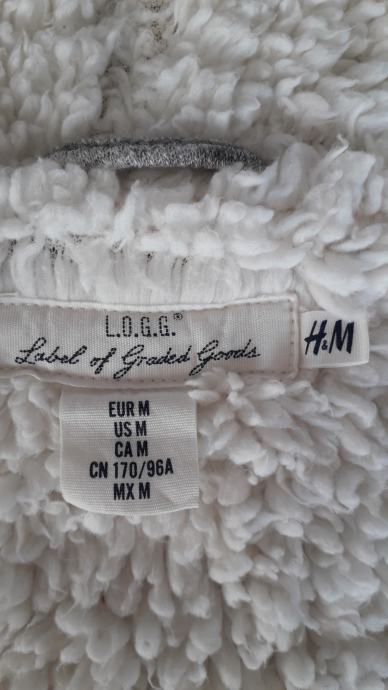 L.O.G.G.®
Label of Graded Goods
H&M
EUR M
US M
CA M
CN 170/96A
MX M